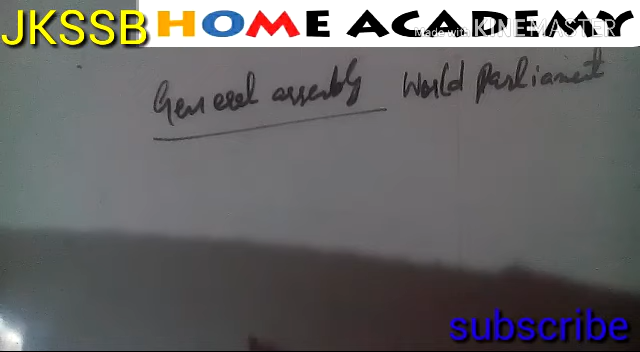 JKSSB HOME ACADEMY
Made with KINEMASTER
General assembly World Parliament
subscribe